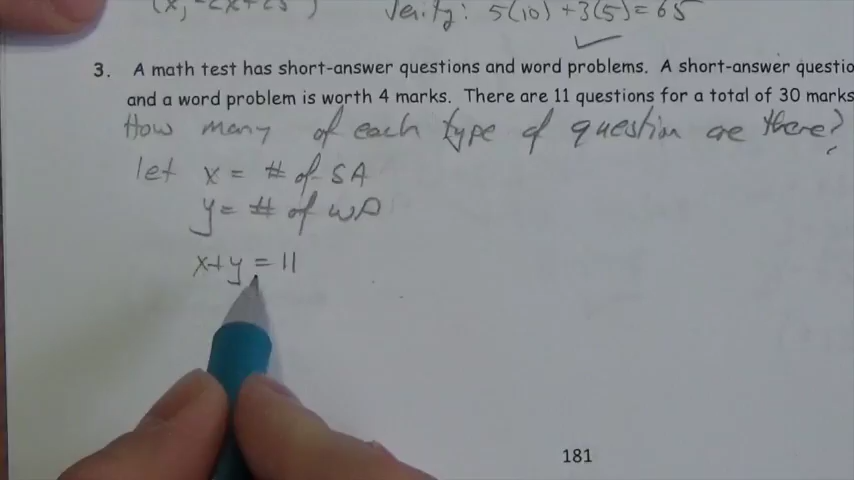 Verify: 5(10) + 3(5) = 65
3. A math test has short-answer questions and word problems. A short-answer questio
and a word problem is worth 4 marks. There are 11 questions for a total of 30 marks
How many of each type of question are there?
let x = # of SA
y = # of WP
x+y = 11
181